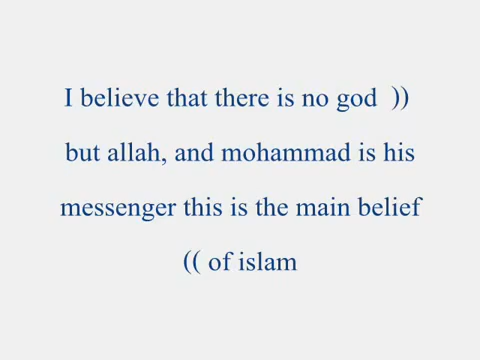 I believe that there is no god ))
but allah, and mohammad is his
messenger this is the main belief
(( of islam